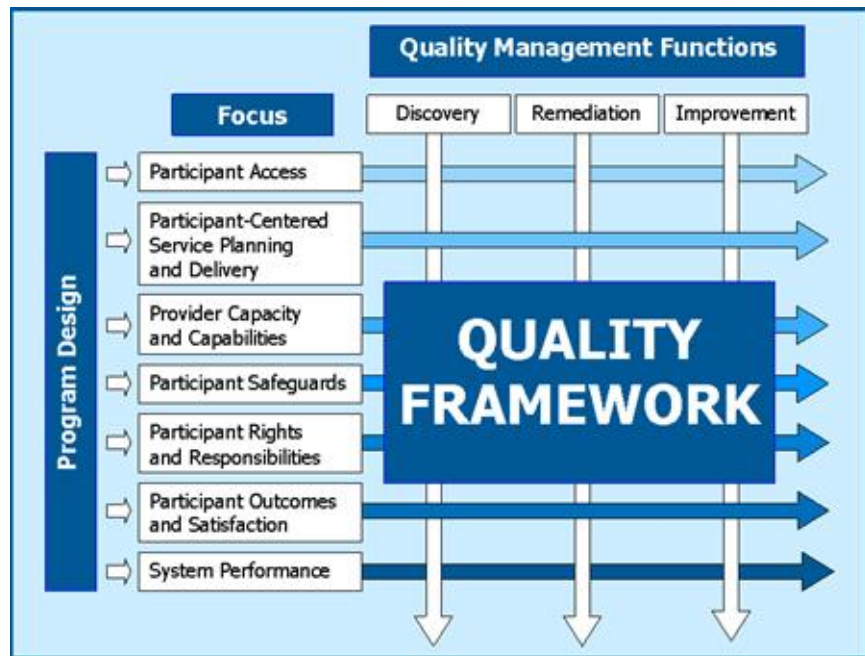 Quality Management Functions
Focus
Discovery
Remediation
Improvement
Program Design
Participant Access
Participant-Centered
Service Planning
and Delivery
Provider Capacity
and Capabilities
Participant Safeguards
Participant Rights
and Responsibilities
Participant Outcomes
and Satisfaction
System Performance
QUALITY
FRAMEWORK